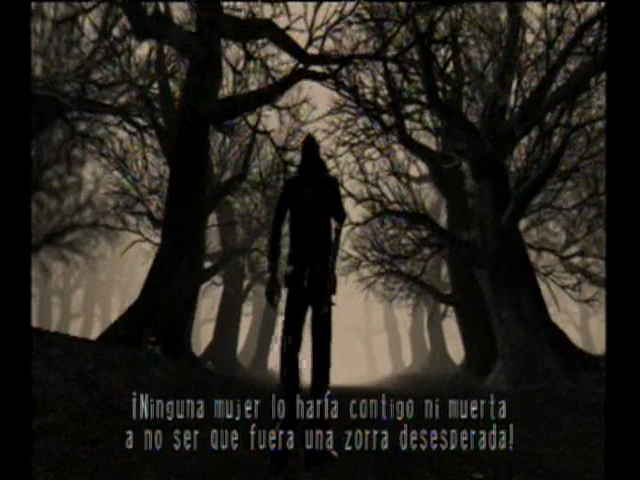 ¡Ninguna mujer lo haría contigo ni muerta
a no ser que fuera una zorra desesperada!